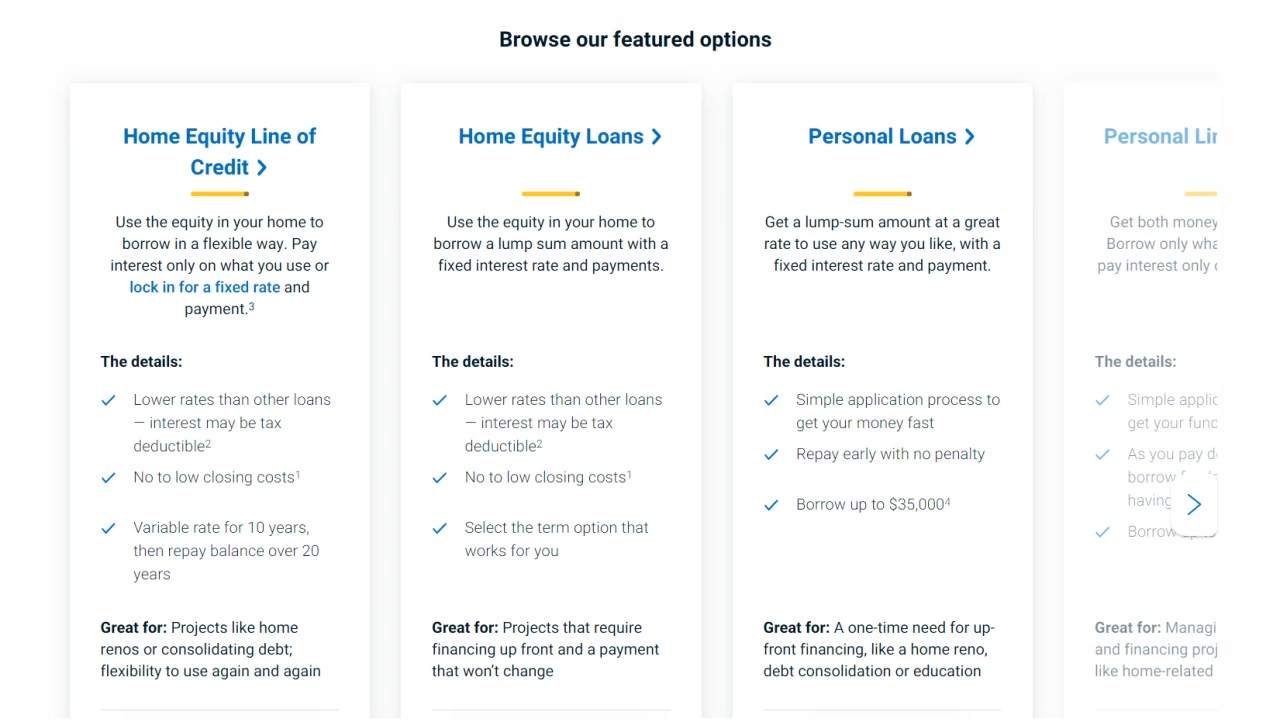 Browse our featured options
Home Equity Line of
Credit
Use the equity in your home to
borrow in a flexible way. Pay
interest only on what you use or
lock in for a fixed rate and
payment.³
The details:
Lower rates than other loans
— interest may be tax
deductible²
No to low closing costs¹
Variable rate for 10 years,
then repay balance over 20
years
Great for: Projects like home
renos or consolidating debt;
flexibility to use again and again
Home Equity Loans
Use the equity in your home to
borrow a lump sum amount with a
fixed interest rate and payments.
The details:
Lower rates than other loans
— interest may be tax
deductible²
No to low closing costs¹
Select the term option that
works for you
Great for: Projects that require
financing up front and a payment
that won’t change
Personal Loans
Get a lump-sum amount at a great
rate to use any way you like, with a
fixed interest rate and payment.
The details:
Simple application process to
get your money fast
Repay early with no penalty
Borrow up to $35,000⁴
Great for: A one-time need for up-
front financing, like a home reno,
debt consolidation or education
Personal
Get both money
Borrow only
pay interest only
The details:
Simple
get your
As you pay
borrow
having
Borrow
Great for:
and financing
like home-related